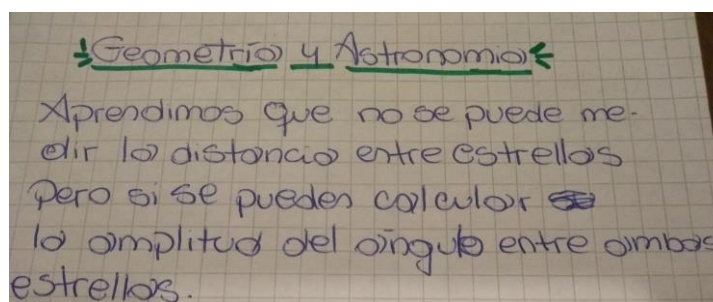 Geometría y Astronomía
Aprendimos que no se puede me-
dir la distancia entre estrellas
Pero si se pueden calcular
la amplitud del ángulo entre ambas
estrellas.